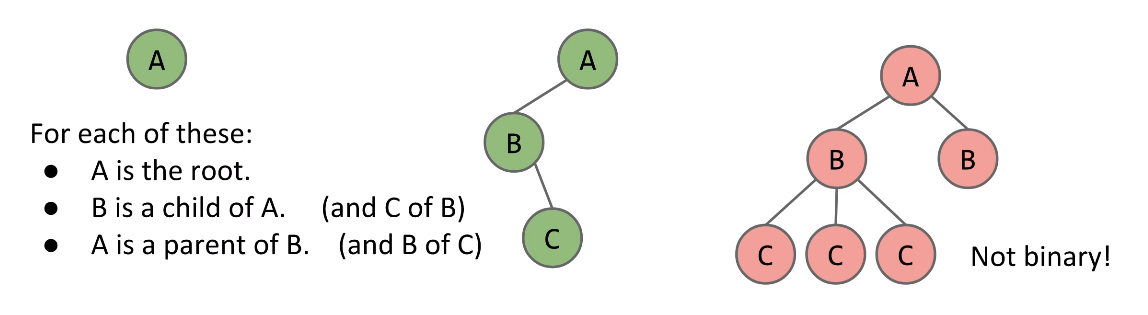 A
For each of these:
● A is the root.
● B is a child of A. (and C of B)
● A is a parent of B. (and B of C)
A
B
C
A
B B
C C C
Not binary!